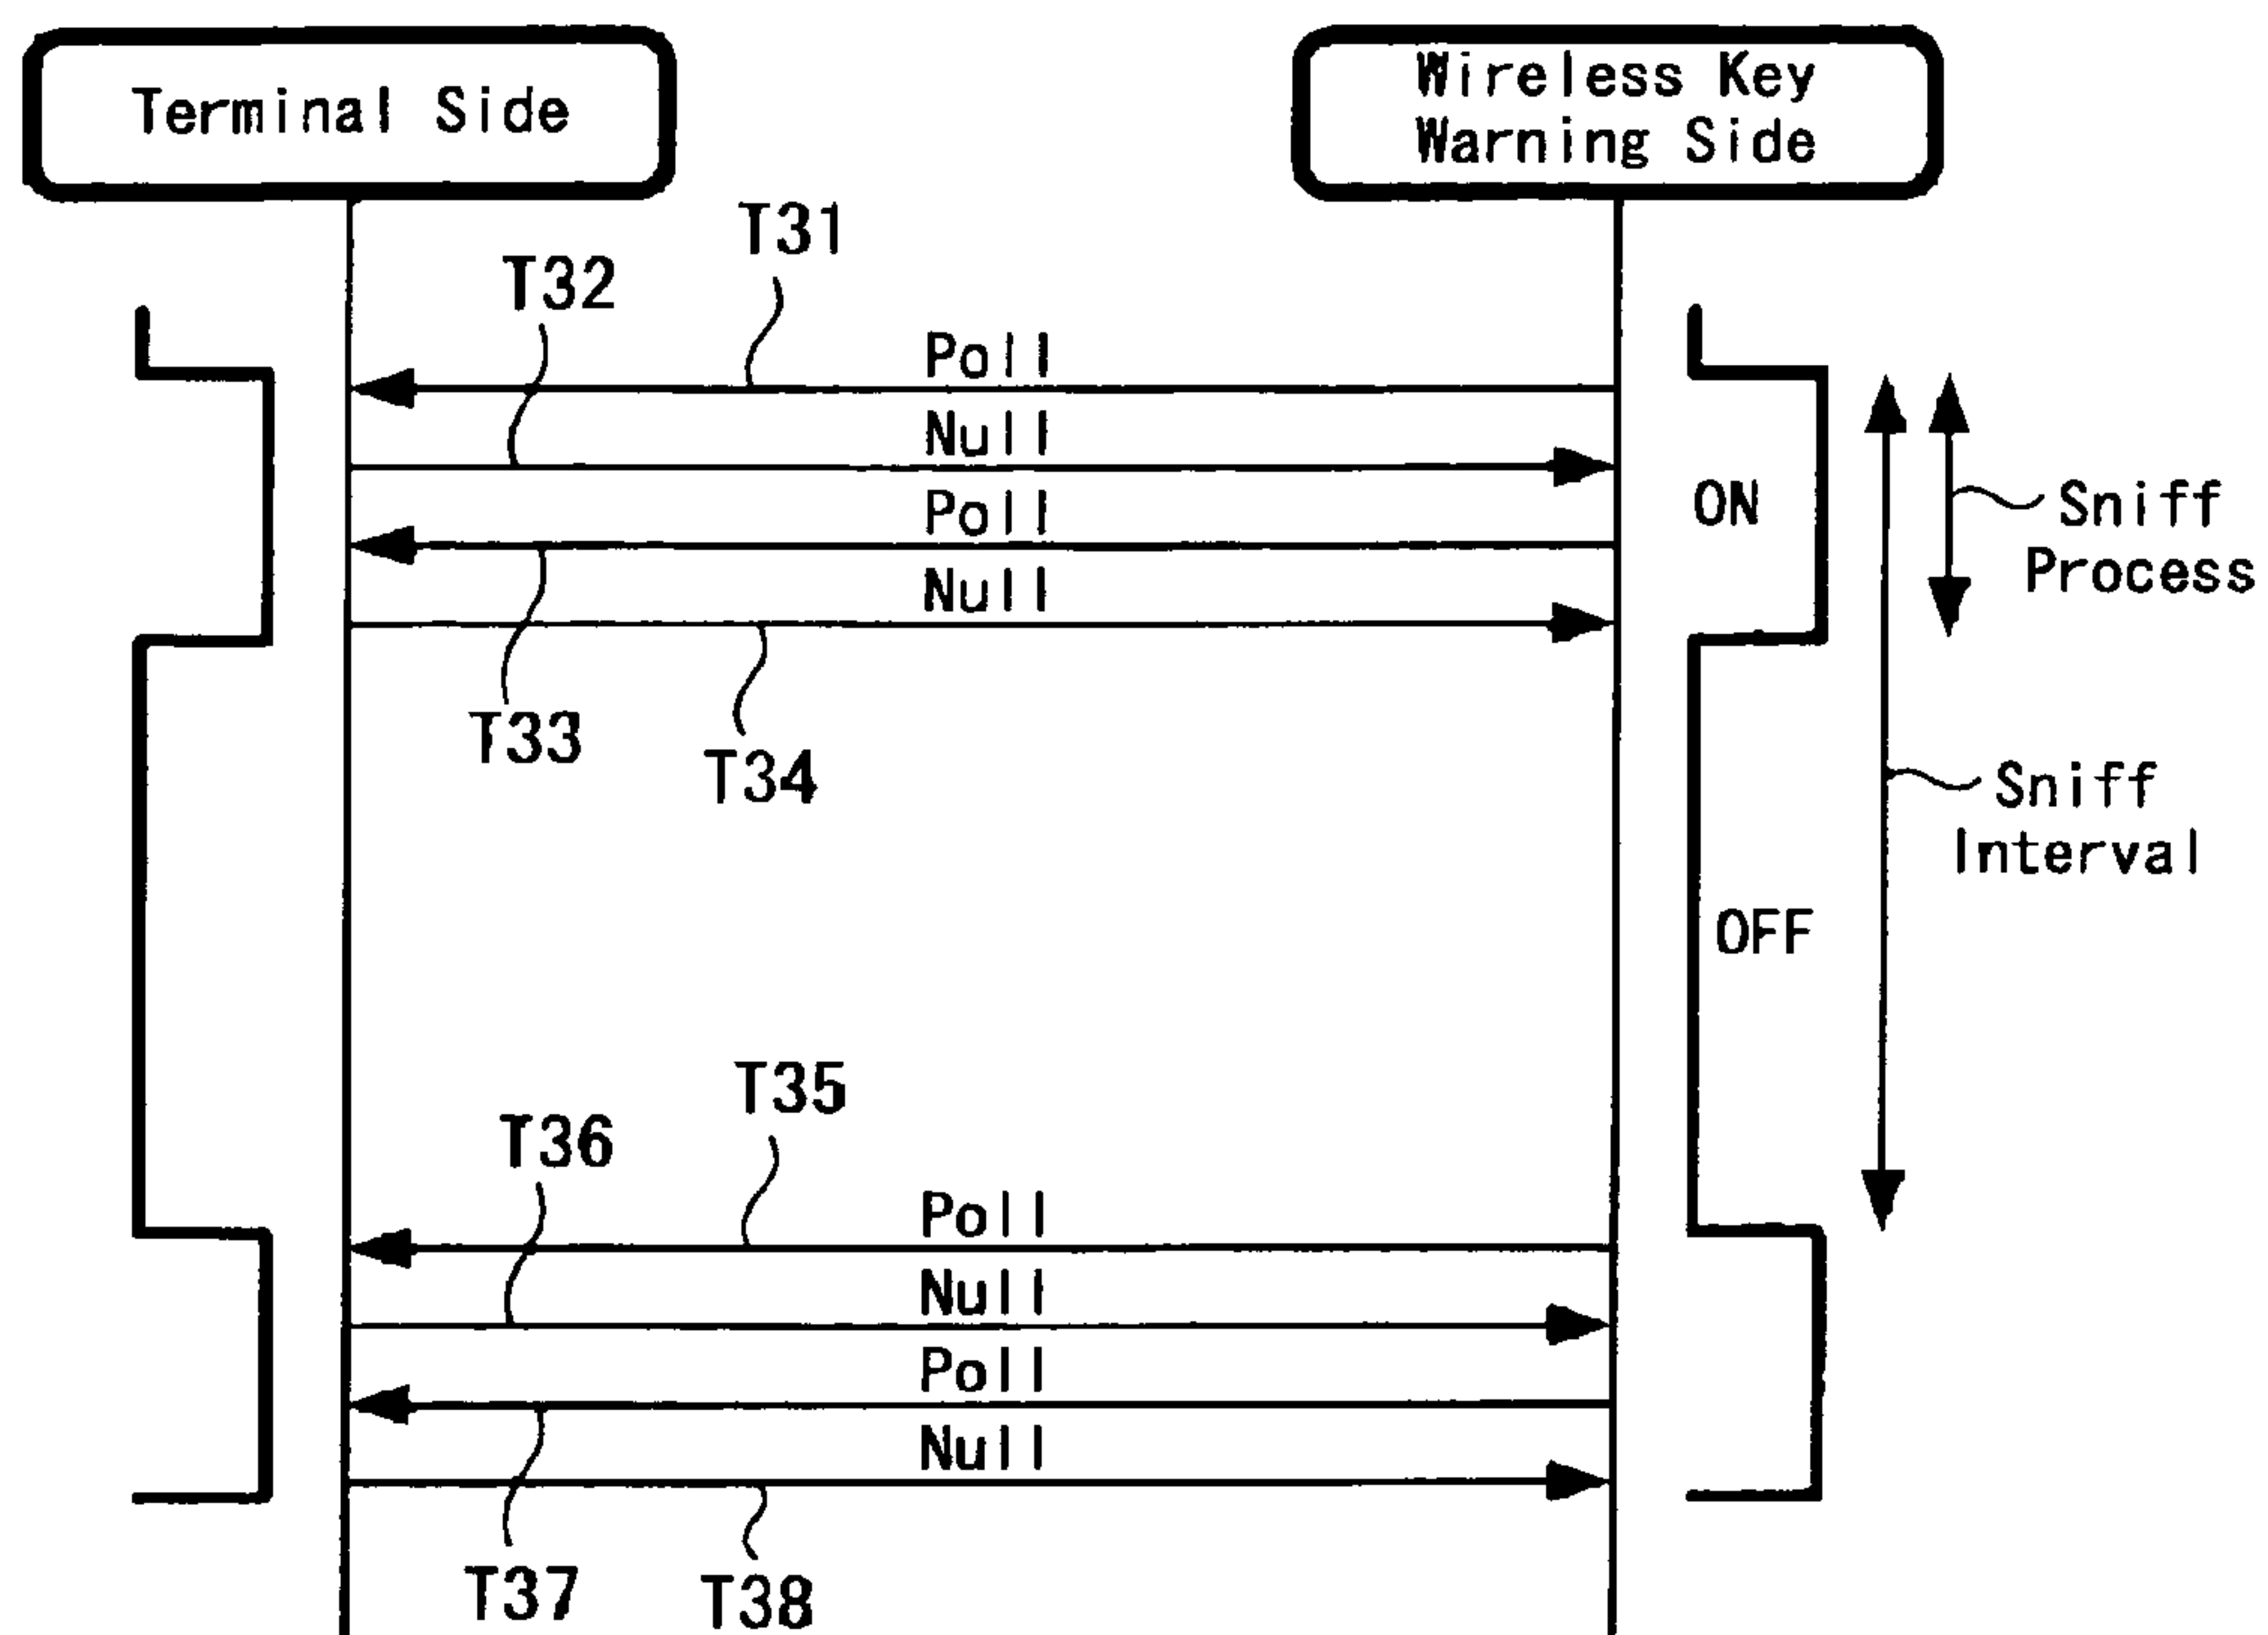 Terminal Side
Wireless Key
Warning Side
T31
T32
Poll
Null
Poll
Null
ON
Sniff
Process
T33
T34
Sniff
Interval
OFF
T35
T36
Poll
Null
Poll
Null
T37
T38